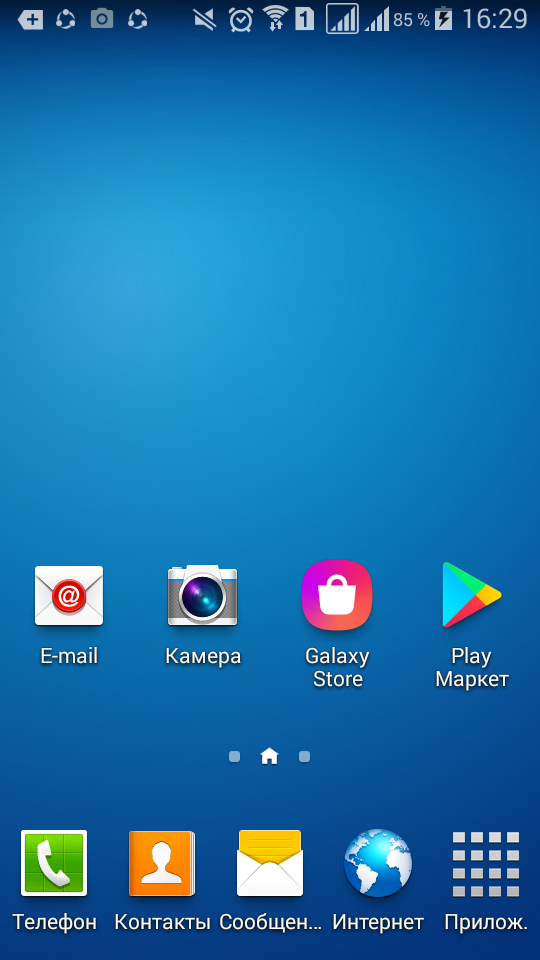 1 85 % 16:29
@
E-mail Камера Galaxy Store Play Маркет
Телефон Контакты Сообщен... Интернет Прилож.